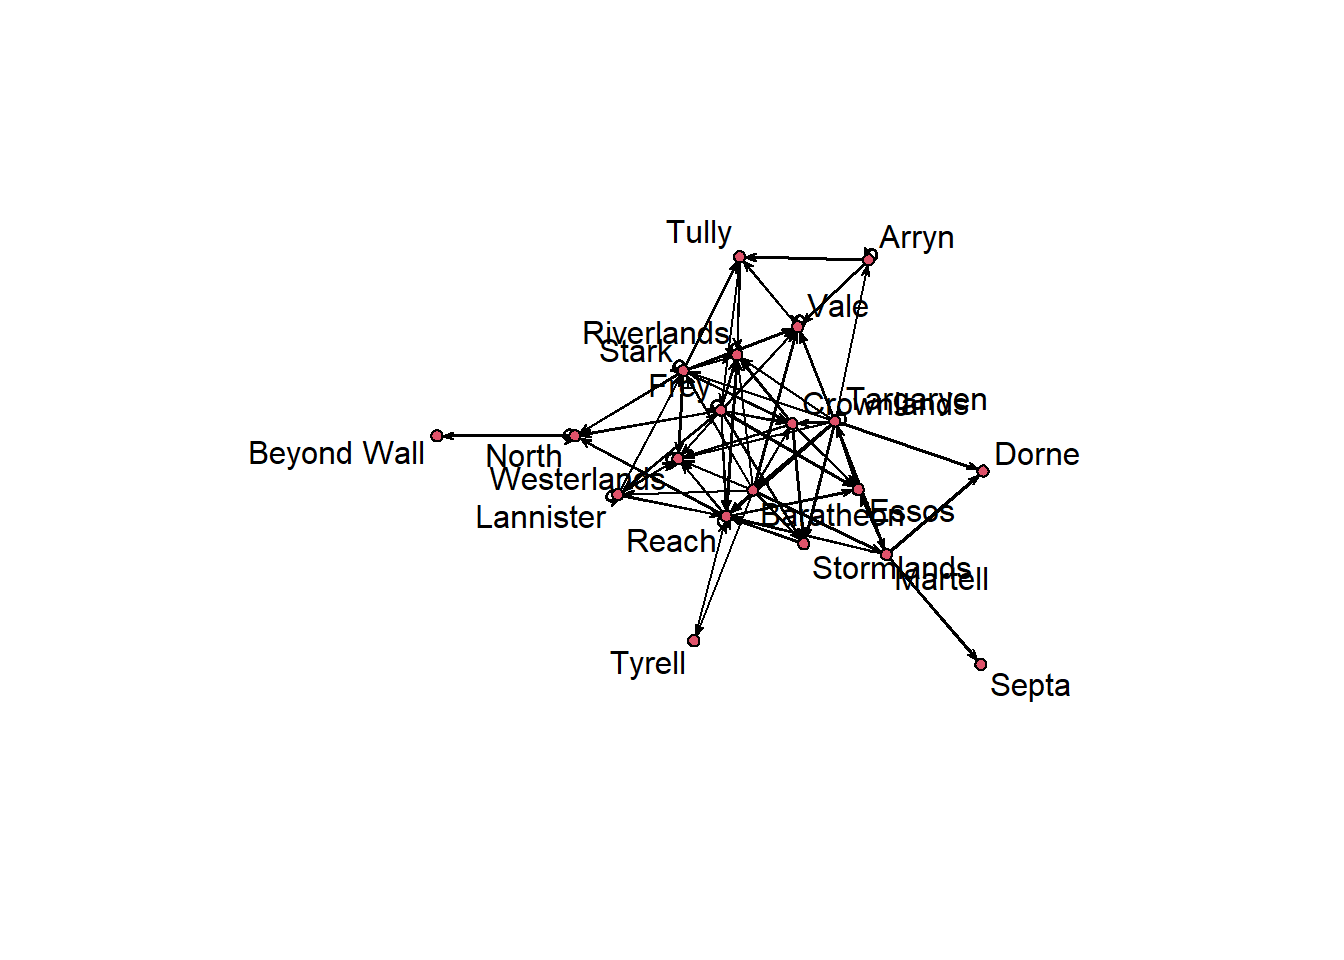 Tully
Arryn
Vale
Riverlands
Stark
Frey
Targaryen
Crownlands
Beyond Wall
North
Dorne
Westerlands
Lannister
Essos
Baratheon
Reach
Stormlands
Martell
Tyrell
Septa